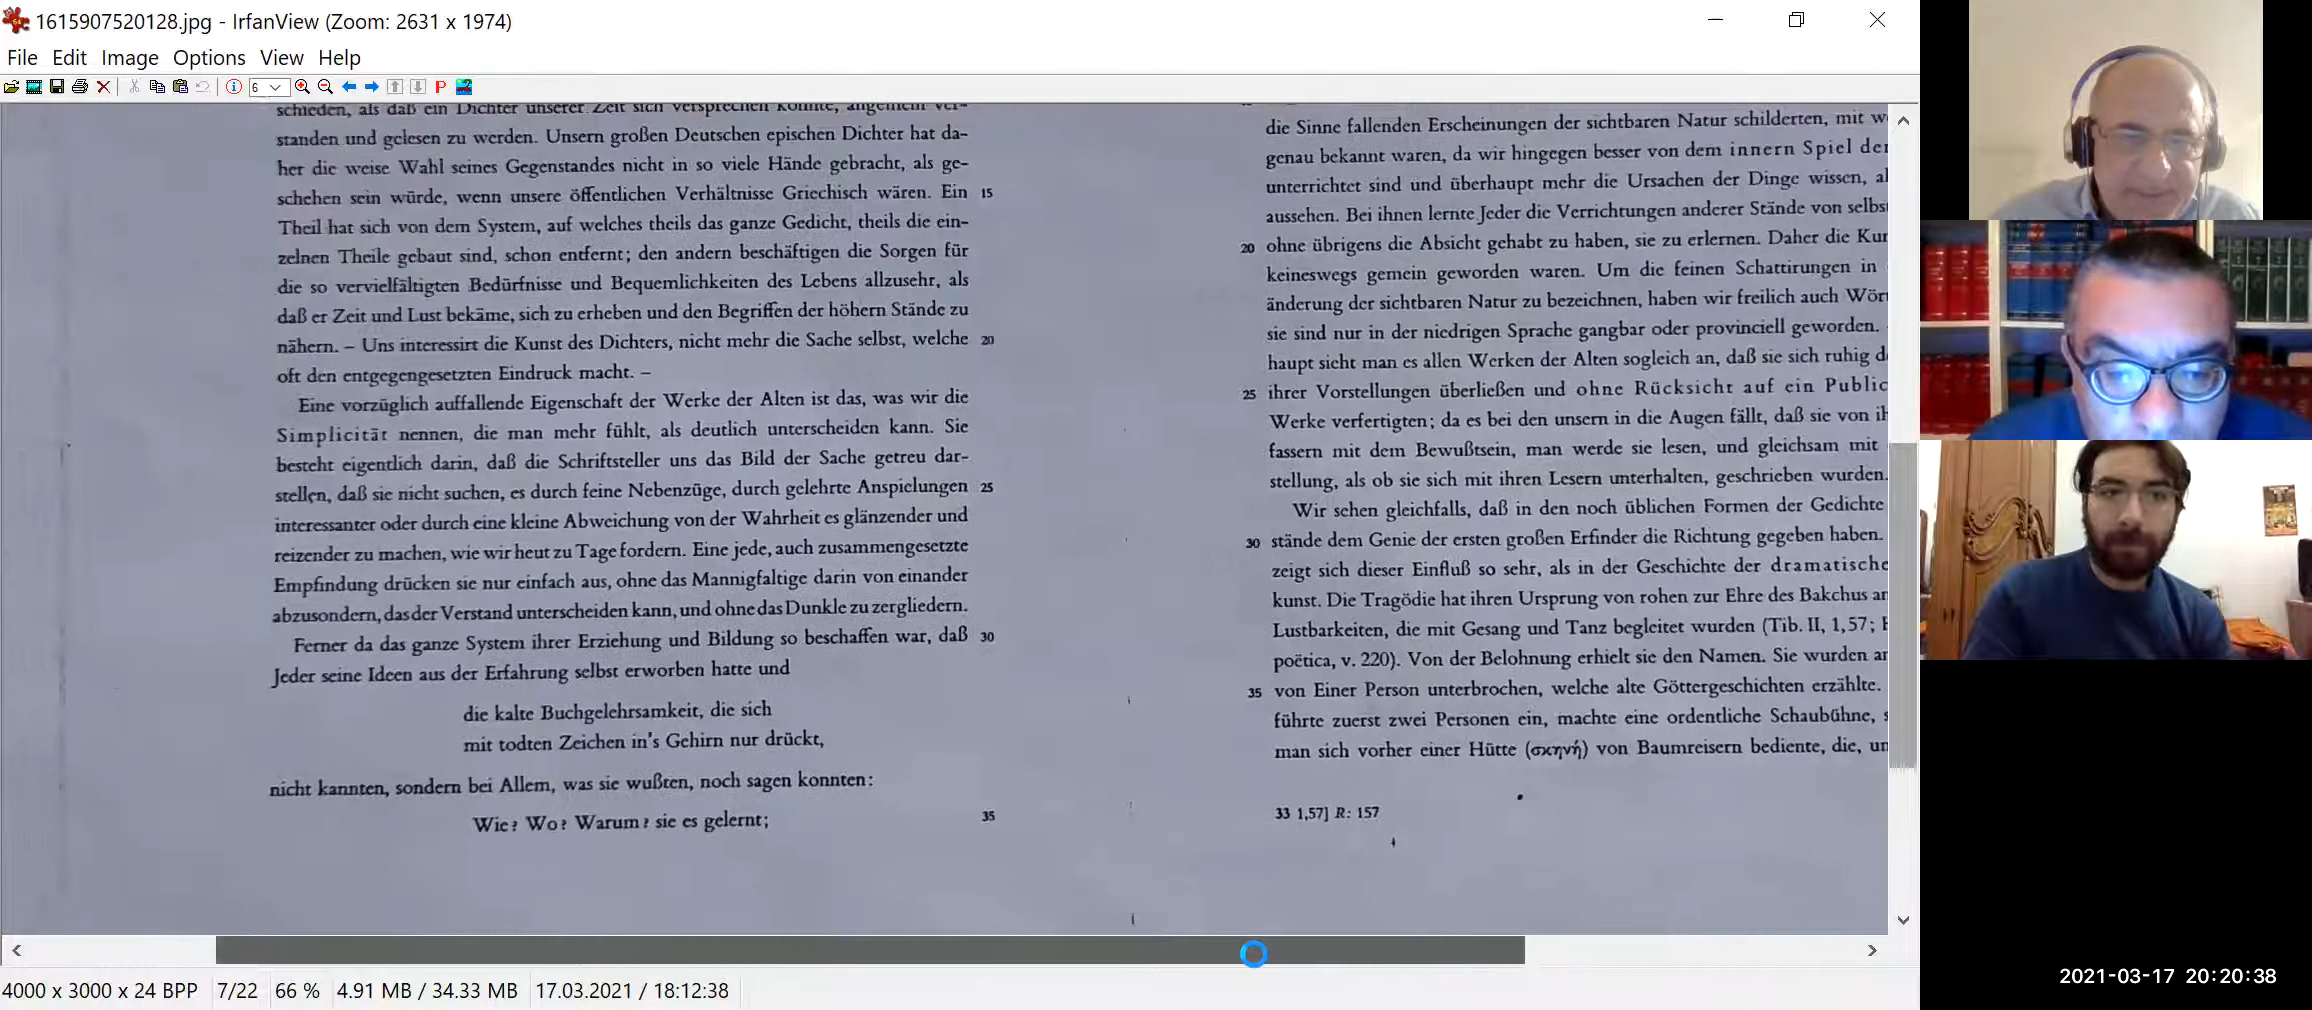 1615907520128.jpg - IrfanView (Zoom: 2631 x 1974)
File Edit Image Options View Help
6
schieden, als daß ein Dichter unserer Zeit sich versprechen könnte, allgemein ver-
standen und gelesen zu werden. Unsern großen Deutschen epischen Dichter hat da-
her die weise Wahl seines Gegenstandes nicht in so viele Hände gebracht, als ge-
schehen sein würde, wenn unsere öffentlichen Verhältnisse Griechisch wären. Ein 15
Theil hat sich von dem System, auf welches theils das ganze Gedicht, theils die ein-
zelnen Theile gebaut sind, schon entfernt; den andern beschäftigen die Sorgen für
die so vervielfältigten Bedürfnisse und Bequemlichkeiten des Lebens allzusehr, als
daß er Zeit und Lust bekäme, sich zu erheben und den Begriffen der höhern Stände zu
nähern. – Uns interessirt die Kunst des Dichters, nicht mehr die Sache selbst, welche 20
oft den entgegengesetzten Eindruck macht. –
Eine vorzüglich auffallende Eigenschaft der Werke der Alten ist das, was wir die
Simplicität nennen, die man mehr fühlt, als deutlich unterscheiden kann. Sie
besteht eigentlich darin, daß die Schriftsteller uns das Bild der Sache getreu dar-
stellen, daß sie nicht suchen, es durch feine Nebenzüge, durch gelehrte Anspielungen 25
interessanter oder durch eine kleine Abweichung von der Wahrheit es glänzender und
reizender zu machen, wie wir heut zu Tage fordern. Eine jede, auch zusammengesetzte
Empfindung drücken sie nur einfach aus, ohne das Mannigfaltige darin von einander
abzusondern, das der Verstand unterscheiden kann, und ohne das Dunkle zu zergliedern.
Ferner da das ganze System ihrer Erziehung und Bildung so beschaffen war, daß 30
Jeder seine Ideen aus der Erfahrung selbst erworben hatte und
die kalte Buchgelehrsamkeit, die sich
mit todten Zeichen in's Gehirn nur drückt,
nicht kannten, sondern bei Allem, was sie wußten, noch sagen konnten:
Wie? Wo? Warum? sie es gelernt; 35
die Sinne fallenden Erscheinungen der sichtbaren Natur schilderten, mit w
genau bekannt waren, da wir hingegen besser von dem innern Spiel der
unterrichtet sind und überhaupt mehr die Ursachen der Dinge wissen, al
aussehen. Bei ihnen lernte Jeder die Verrichtungen anderer Stände von selbs
20 ohne übrigens die Absicht gehabt zu haben, sie zu erlernen. Daher die Kun
keineswegs gemein geworden waren. Um die feinen Schattirungen in
änderung der sichtbaren Natur zu bezeichnen, haben wir freilich auch Wört
sie sind nur in der niedrigen Sprache gangbar oder provinciell geworden.
haupt sieht man es allen Werken der Alten sogleich an, daß sie sich ruhig d
25 ihrer Vorstellungen überließen und ohne Rücksicht auf ein Public
Werke verfertigten; da es bei den unsern in die Augen fällt, daß sie von ih
fassern mit dem Bewußtsein, man werde sie lesen, und gleichsam mit
stellung, als ob sie sich mit ihren Lesern unterhalten, geschrieben wurden.
Wir sehen gleichfalls, daß in den noch üblichen Formen der Gedichte
30 stände dem Genie der ersten großen Erfinder die Richtung gegeben haben.
zeigt sich dieser Einfluß so sehr, als in der Geschichte der dramatische
kunst. Die Tragödie hat ihren Ursprung von rohen zur Ehre des Bakchus an
Lustbarkeiten, die mit Gesang und Tanz begleitet wurden (Tib. II, 1,57; H
poëtica, v. 220). Von der Belohnung erhielt sie den Namen. Sie wurden an
35 von Einer Person unterbrochen, welche alte Göttergeschichten erzählte.
führte zuerst zwei Personen ein, machte eine ordentliche Schaubühne, s
man sich vorher einer Hütte (σκηνή) von Baumreisern bediente, die, un
33 1,57] R: 157
4000 x 3000 x 24 BPP 7/22 66 % 4.91 MB / 34.33 MB 17.03.2021 / 18:12:38
2021-03-17 20:20:38